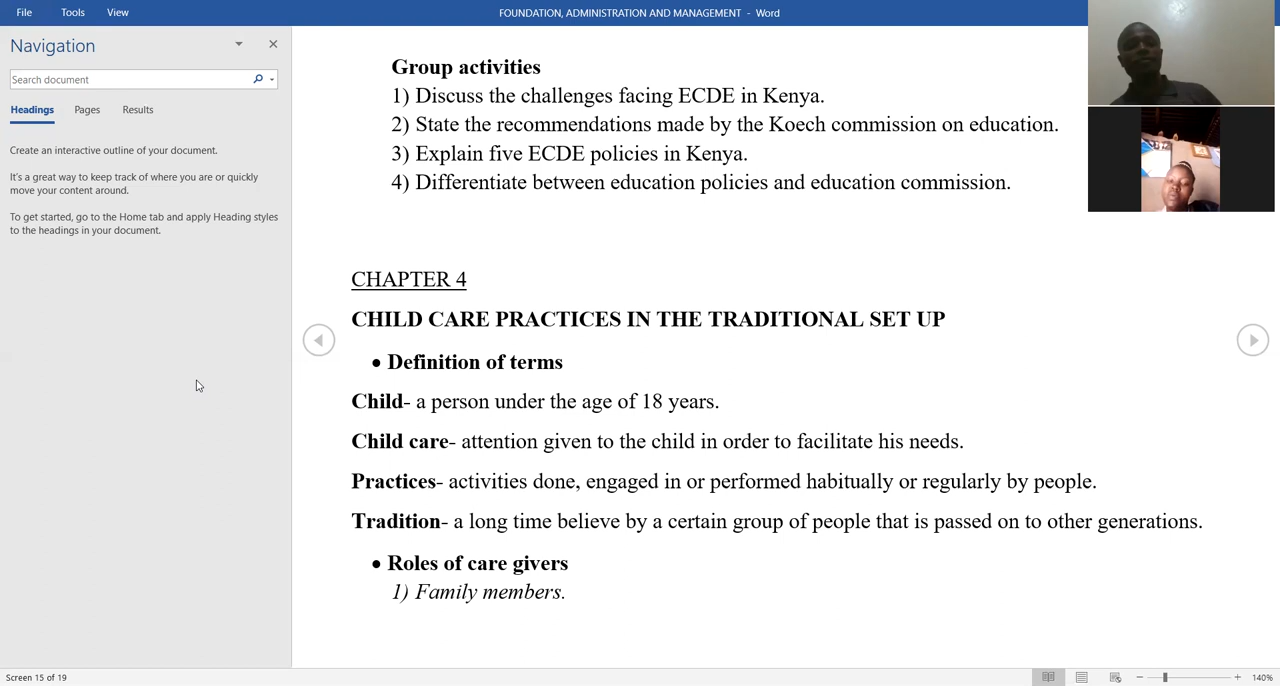 File Tools View FOUNDATION, ADMINISTRATION AND MANAGEMENT - Word
Navigation
Search document
Headings Pages Results
Create an interactive outline of your document.
It's a great way to keep track of where you are or quickly
move your content around.
To get started, go to the Home tab and apply Heading styles
to the headings in your document.
Group activities
1) Discuss the challenges facing ECDE in Kenya.
2) State the recommendations made by the Koech commission on education.
3) Explain five ECDE policies in Kenya.
4) Differentiate between education policies and education commission.
CHAPTER 4
CHILD CARE PRACTICES IN THE TRADITIONAL SET UP
• Definition of terms
Child- a person under the age of 18 years.
Child care- attention given to the child in order to facilitate his needs.
Practices- activities done, engaged in or performed habitually or regularly by people.
Tradition- a long time believe by a certain group of people that is passed on to other generations.
• Roles of care givers
1) Family members.
Screen 15 of 19 140%